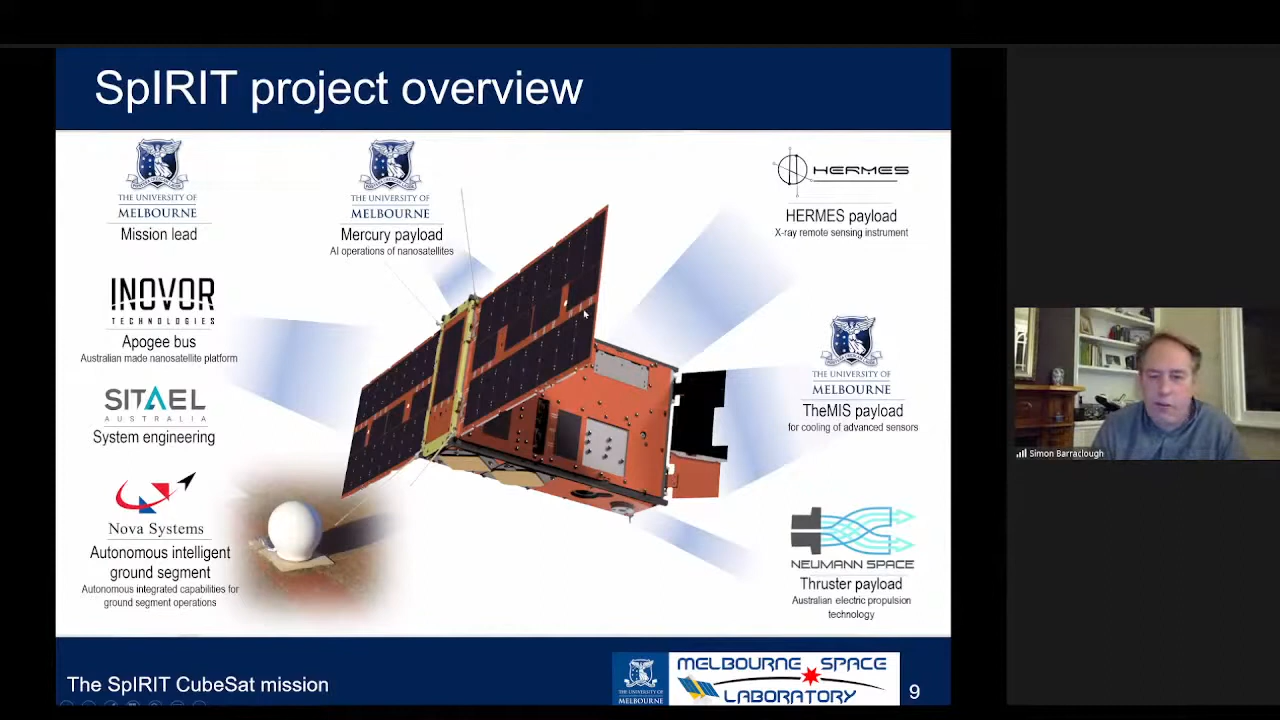 SpIRIT project overview
THE UNIVERSITY OF
MELBOURNE
Mission lead
THE UNIVERSITY OF
MELBOURNE
Mercury payload
AI operations of nanosatellites
HERMES
HERMES payload
X-ray remote sensing instrument
INOVOR
TECHNOLOGIES
Apogee bus
Australian made nanosatellite platform
SITAEL
AUSTRALIA
System engineering
THE UNIVERSITY OF
MELBOURNE
TheMIS payload
for cooling of advanced sensors
Nova Systems
Autonomous intelligent
ground segment
Autonomous integrated capabilities for
ground segment operations
NEUMANN SPACE
Thruster payload
Australian electric propulsion
technology
Simon Barraclough
The SpIRIT CubeSat mission
THE UNIVERSITY OF
MELBOURNE
MELBOURNE SPACE
LABORATORY
9